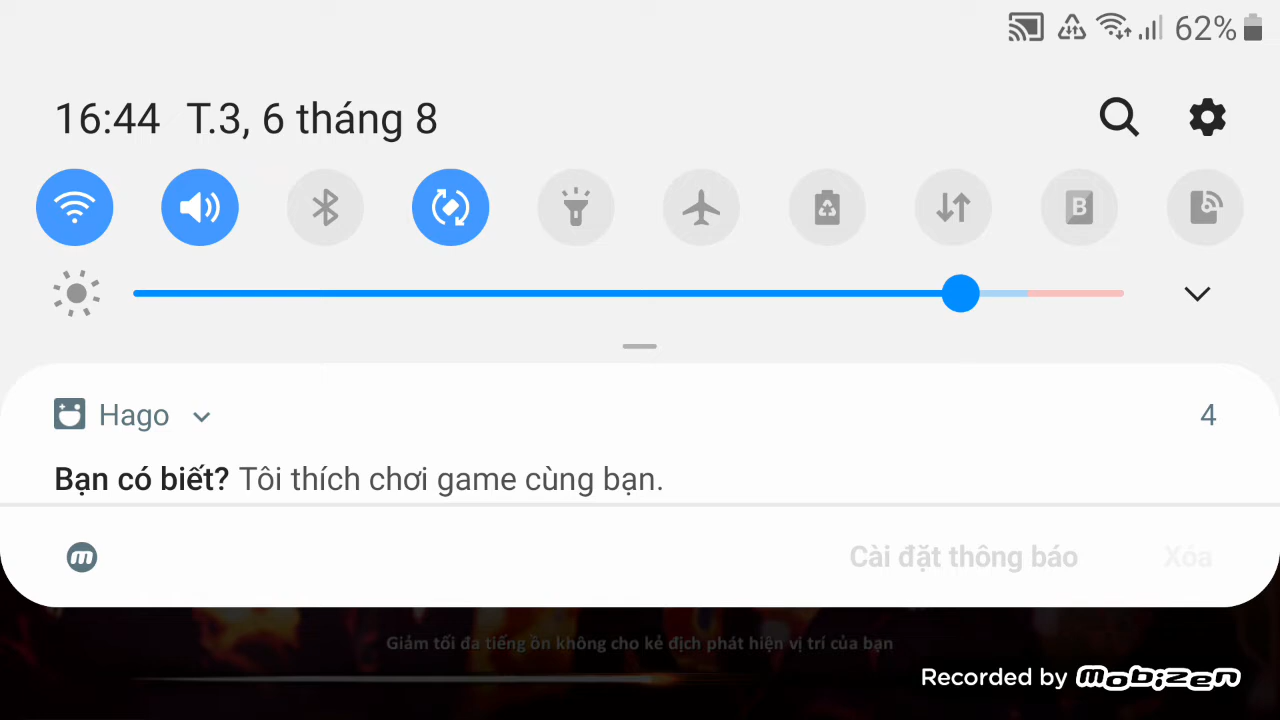 62%
16:44 T.3, 6 tháng 8
B
Hago
4
Bạn có biết? Tôi thích chơi game cùng bạn.
m
Cài đặt thông báo
Xóa
Giảm tối đa tiếng ồn không cho kẻ địch phát hiện vị trí của bạn
Recorded by mobizen